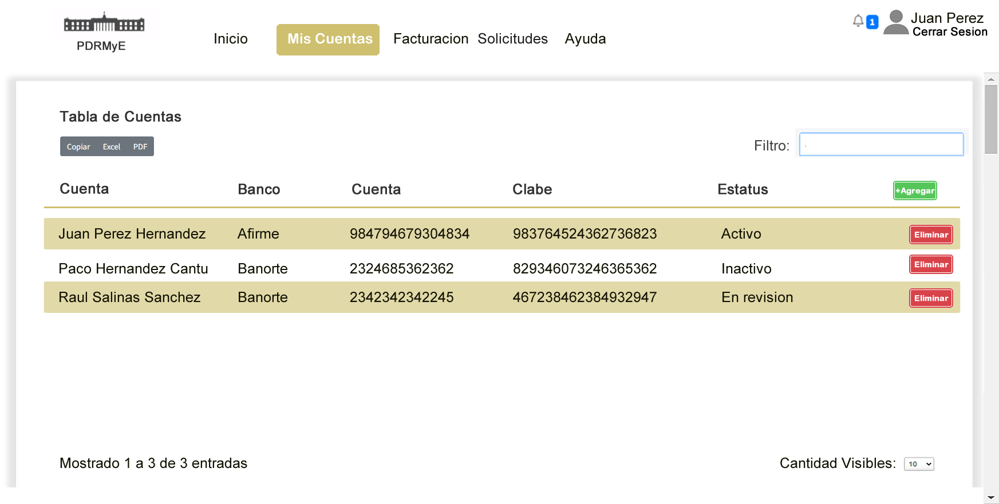 PDRMyE
Inicio Mis Cuentas Facturacion Solicitudes Ayuda
1
Juan Perez
Cerrar Sesion
Tabla de Cuentas
Copiar Excel PDF
Filtro:
Cuenta Banco Cuenta Clabe Estatus +Agregar
Juan Perez Hernandez Afirme 984794679304834 983764524362736823 Activo Eliminar
Paco Hernandez Cantu Banorte 2324685362362 829346073246365362 Inactivo Eliminar
Raul Salinas Sanchez Banorte 2342342342245 467238462384932947 En revision Eliminar
Mostrado 1 a 3 de 3 entradas
Cantidad Visibles: 10